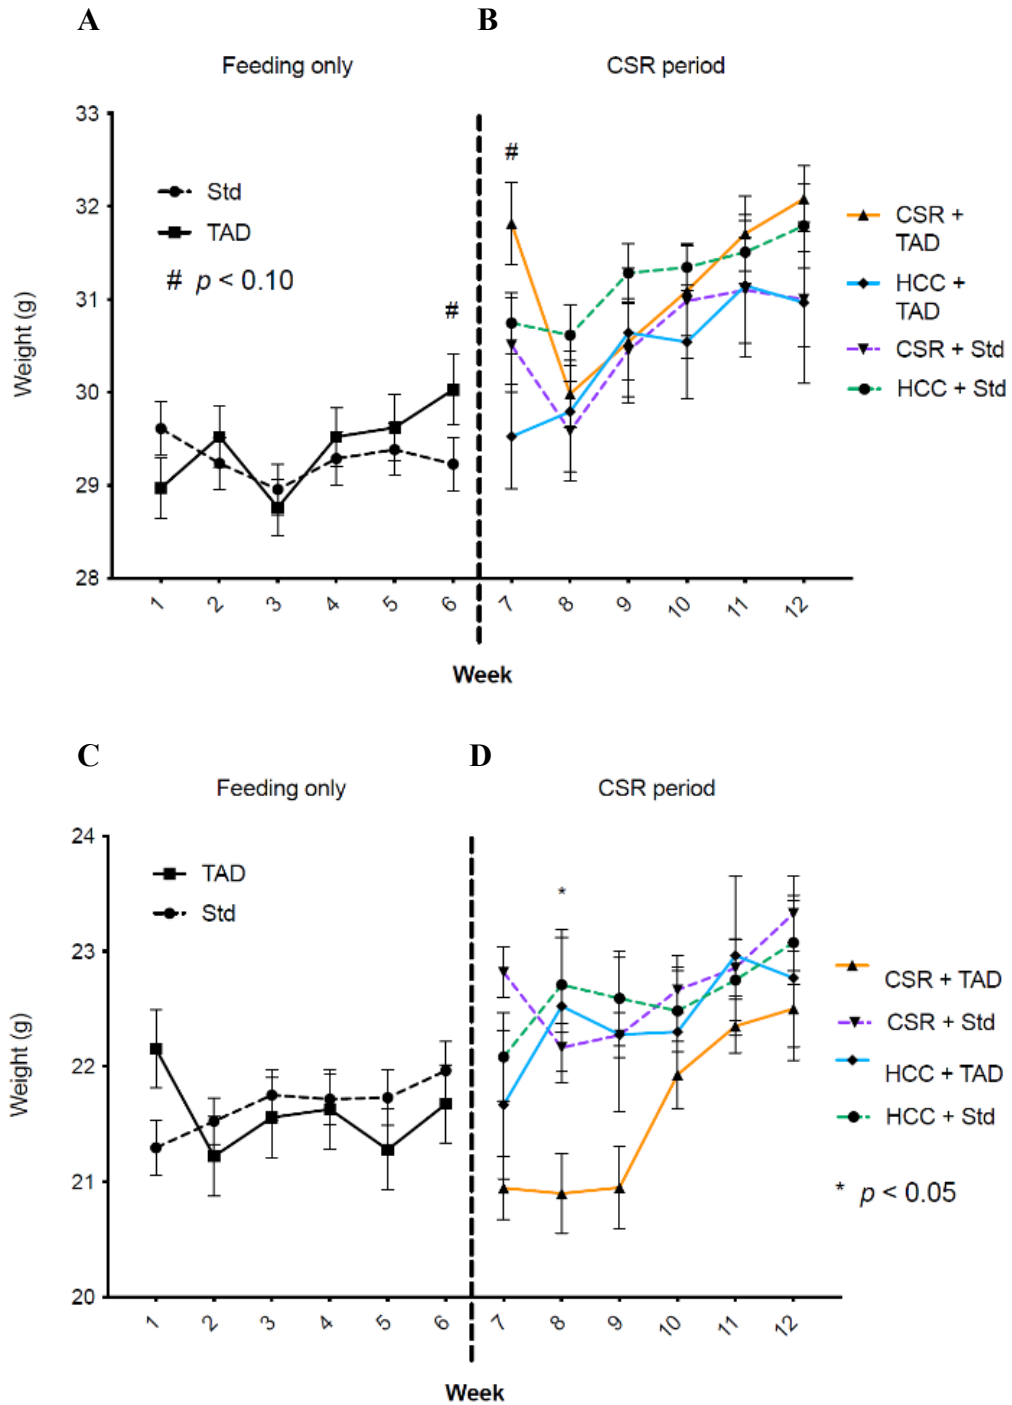 A
B
Feeding only
CSR period
33
32
31
30
29
28
Weight (g)
Std
TAD
# p < 0.10
#
#
CSR +
TAD
HCC +
TAD
CSR + Std
HCC + Std
1
2
3
4
5
6
7
8
9
10
11
12
Week
C
D
Feeding only
CSR period
24
23
22
21
20
Weight (g)
TAD
Std
*
CSR + TAD
CSR + Std
HCC + TAD
HCC + Std
* p < 0.05
1
2
3
4
5
6
7
8
9
10
11
12
Week